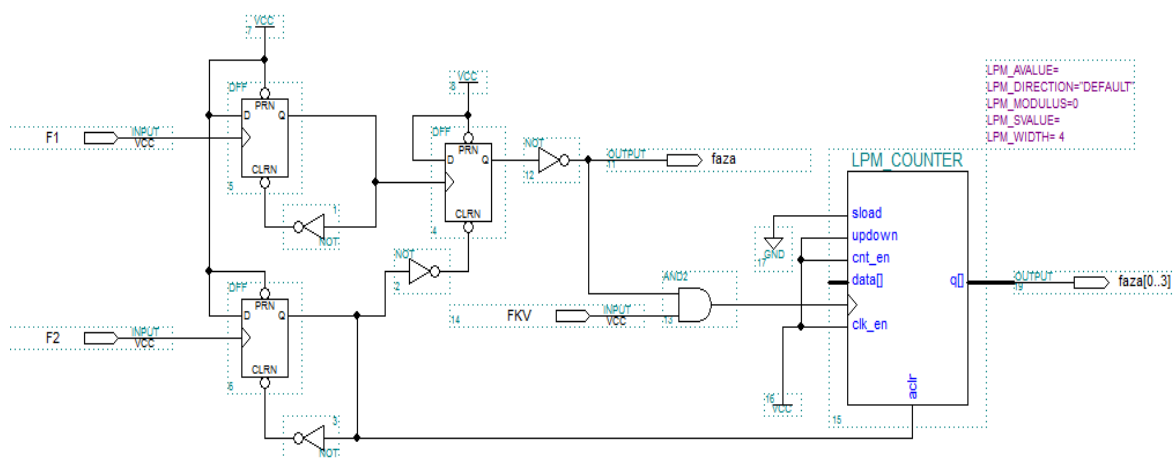 VCC
7
DFF
PRN
D
Q
F1
INPUT
VCC
CLRN
5
1
NOT
VCC
8
DFF
PRN
D
Q
CLRN
4
NOT
12
OUTPUT
11
faza
NOT
2
DFF
PRN
D
Q
F2
INPUT
VCC
CLRN
6
3
NOT
14
FKV
INPUT
VCC
AND2
13
GND
17
VCC
16
LPM_AVALUE=
LPM_DIRECTION="DEFAULT"
LPM_MODULUS=0
LPM_SVALUE=
LPM_WIDTH= 4
LPM_COUNTER
sload
updown
cnt_en
data[]
q[]
clk_en
aclr
15
OUTPUT
19
faza[0..3]